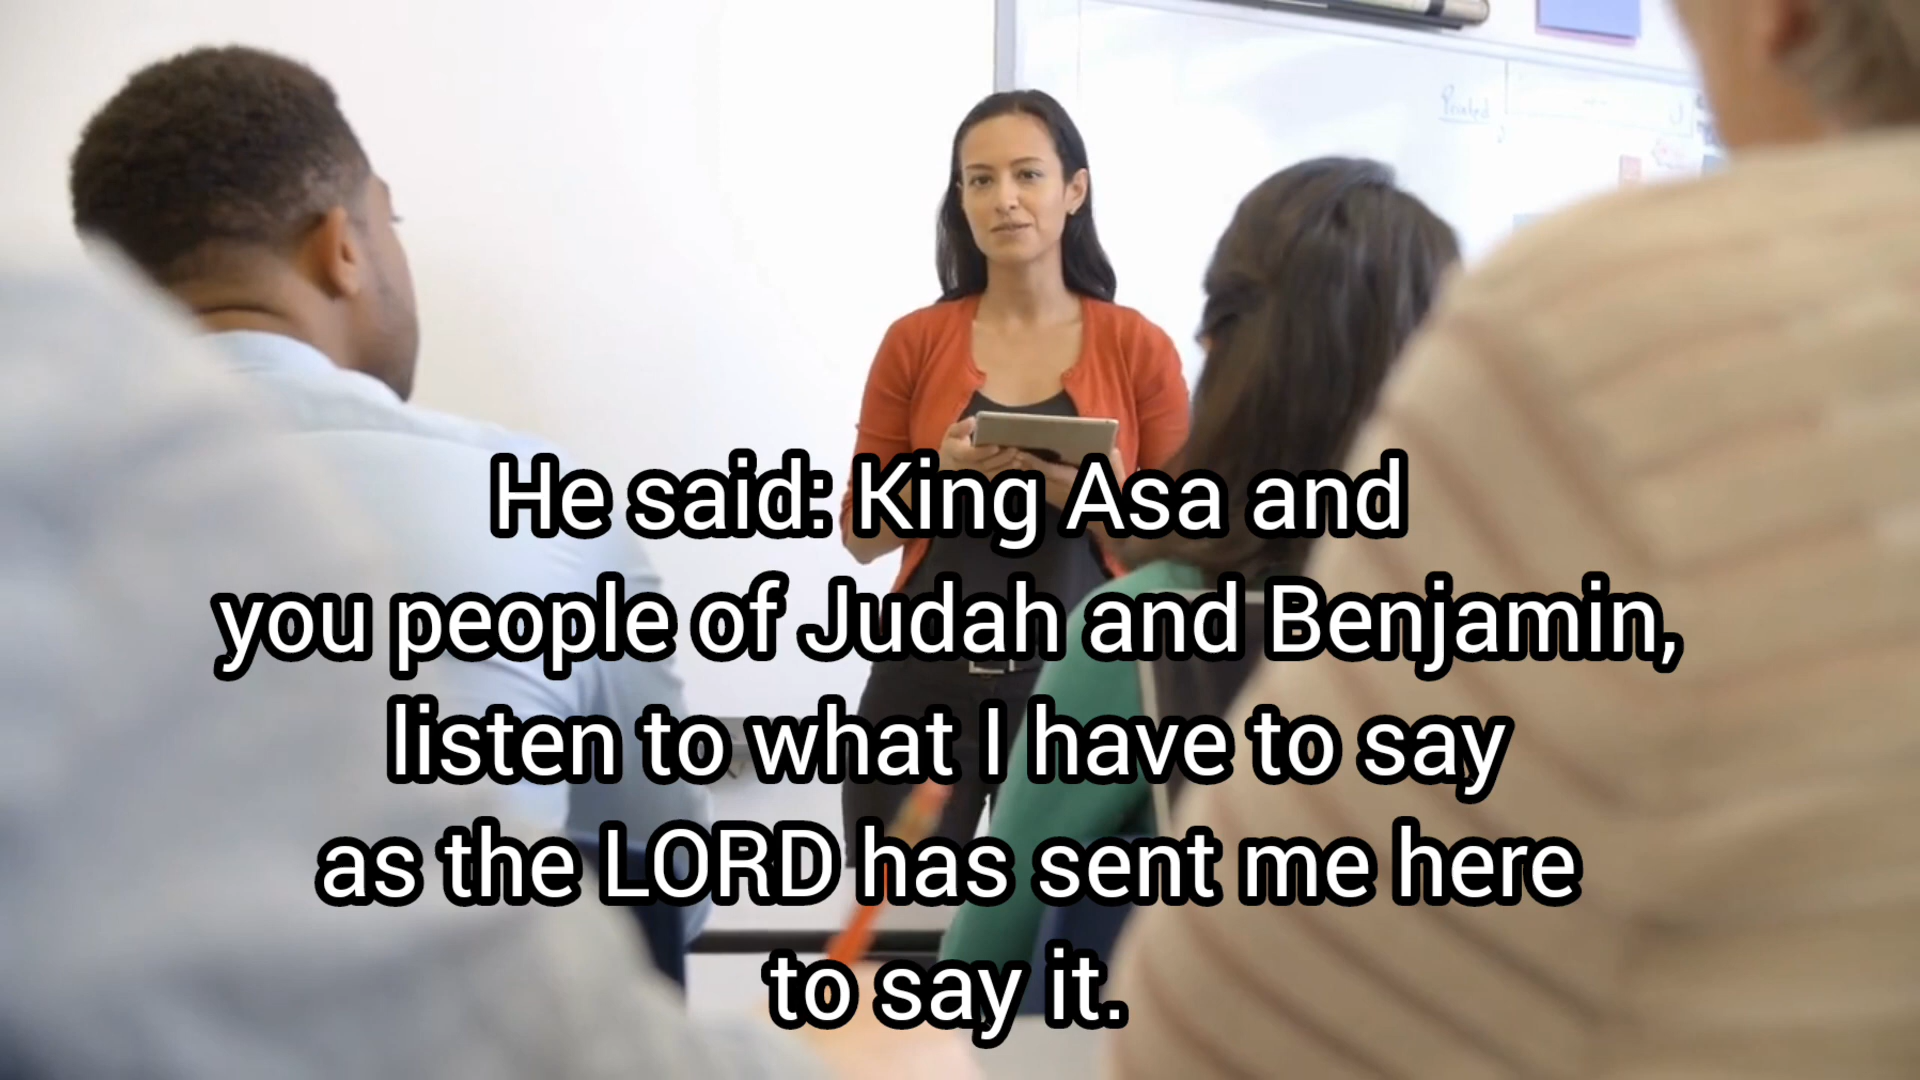 Printed
He said: King Asa and
you people of Judah and Benjamin,
listen to what I have to say
as the LORD has sent me here
to say it.